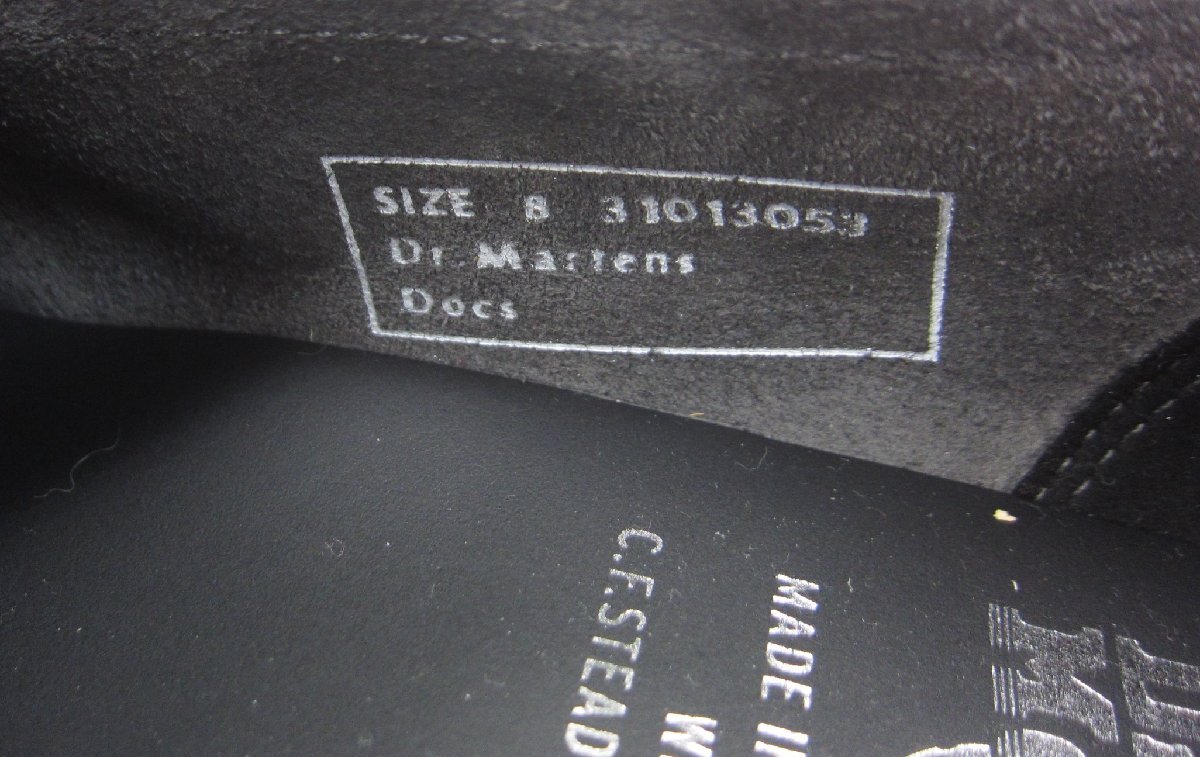 SIZE 8 31013053
Dr. Martens
Docs
C.F.STEAD
MADE IN